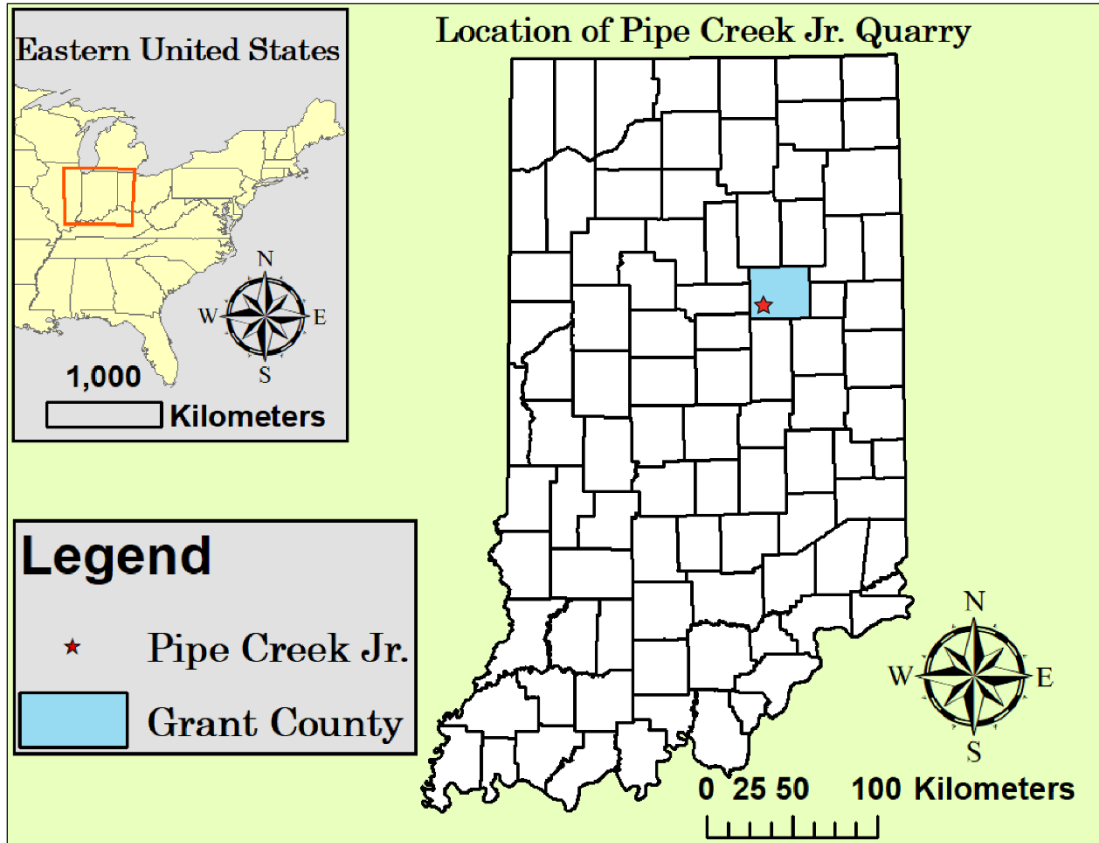 Location of Pipe Creek Jr. Quarry
Eastern United States
N
W E
S
1,000
Kilometers
Legend
Pipe Creek Jr.
Grant County
N
W E
S
0 25 50 100 Kilometers